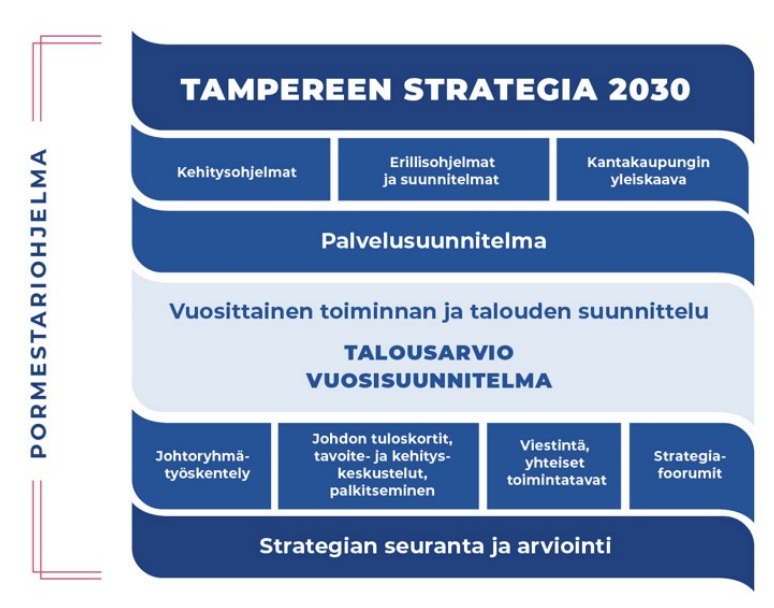 PORMESTARIOHJELMA
TAMPEREEN STRATEGIA 2030
Kehitysohjelmat
Erillisohjelmat
ja suunnitelmat
Kantakaupungin
yleiskaava
Palvelusuunnitelma
Vuosittainen toiminnan ja talouden suunnittelu
TALOUSARVIO
VUOSISUUNNITELMA
Johtoryhmä-
työskentely
Johdon tuloskortit,
tavoite- ja kehitys-
keskustelut,
palkitseminen
Viestintä,
yhteiset
toimintatavat
Strategia-
foorumit
Strategian seuranta ja arviointi